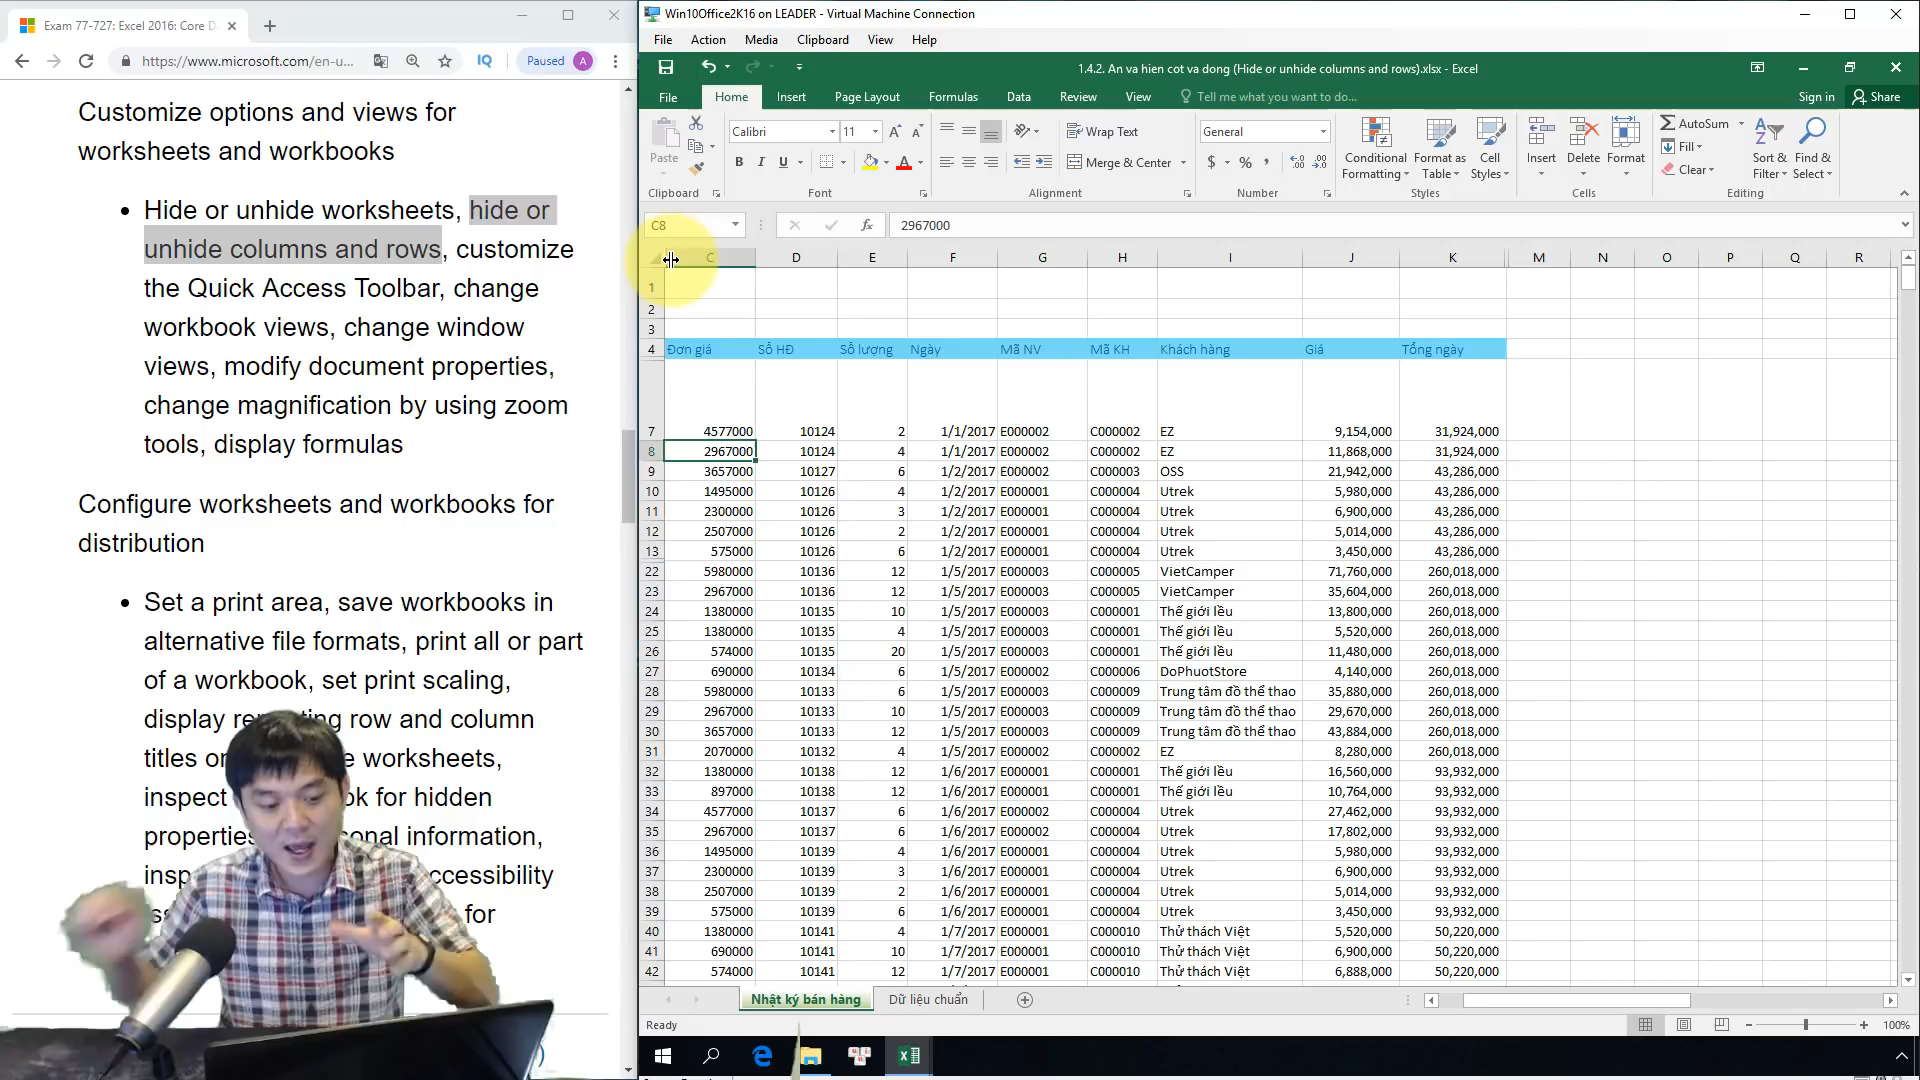 Exam 77-727: Excel 2016: Core D
https://www.microsoft.com/en-u...
IQ
Paused
A
Customize options and views for
worksheets and workbooks
• Hide or unhide worksheets, hide or
unhide columns and rows, customize
the Quick Access Toolbar, change
workbook views, change window
views, modify document properties,
change magnification by using zoom
tools, display formulas
Configure worksheets and workbooks for
distribution
• Set a print area, save workbooks in
alternative file formats, print all or part
of a workbook, set print scaling,
display row and column
titles worksheets,
inspect for hidden
information,
for
Win10Office2K16 on LEADER - Virtual Machine Connection
File Action Media Clipboard View Help
1.4.2. An va hien cot va dong (Hide or unhide columns and rows).xlsx - Excel
File Home Insert Page Layout Formulas Data Review View Tell me what you want to do... Sign in Share
Paste
Calibri 11
B I U
Wrap Text
Merge & Center
General
$ % ,
Conditional Formatting
Format as Table
Cell Styles
Insert Delete Format
AutoSum
Fill
Clear
Sort & Filter
Find & Select
Clipboard Font Alignment Number Styles Cells Editing
C8 fx 2967000
C D E F G H I J K M N O P Q R
1
2
3
4 Đơn giá Số HĐ Số lượng Ngày Mã NV Mã KH Khách hàng Giá Tổng ngày
7 4577000 10124 2 1/1/2017 E000002 C000002 EZ 9,154,000 31,924,000
8 2967000 10124 4 1/1/2017 E000002 C000002 EZ 11,868,000 31,924,000
9 3657000 10127 6 1/2/2017 E000002 C000003 OSS 21,942,000 43,286,000
10 1495000 10126 4 1/2/2017 E000001 C000004 Utrek 5,980,000 43,286,000
11 2300000 10126 3 1/2/2017 E000001 C000004 Utrek 6,900,000 43,286,000
12 2507000 10126 2 1/2/2017 E000001 C000004 Utrek 5,014,000 43,286,000
13 575000 10126 6 1/2/2017 E000001 C000004 Utrek 3,450,000 43,286,000
22 5980000 10136 12 1/5/2017 E000003 C000005 VietCamper 71,760,000 260,018,000
23 2967000 10136 12 1/5/2017 E000003 C000005 VietCamper 35,604,000 260,018,000
24 1380000 10135 10 1/5/2017 E000003 C000001 Thế giới lều 13,800,000 260,018,000
25 1380000 10135 4 1/5/2017 E000003 C000001 Thế giới lều 5,520,000 260,018,000
26 574000 10135 20 1/5/2017 E000003 C000001 Thế giới lều 11,480,000 260,018,000
27 690000 10134 6 1/5/2017 E000002 C000006 DoPhuotStore 4,140,000 260,018,000
28 5980000 10133 6 1/5/2017 E000003 C000009 Trung tâm đồ thể thao 35,880,000 260,018,000
29 2967000 10133 10 1/5/2017 E000003 C000009 Trung tâm đồ thể thao 29,670,000 260,018,000
30 3657000 10133 12 1/5/2017 E000003 C000009 Trung tâm đồ thể thao 43,884,000 260,018,000
31 2070000 10132 4 1/5/2017 E000002 C000002 EZ 8,280,000 260,018,000
32 1380000 10138 12 1/6/2017 E000001 C000001 Thế giới lều 16,560,000 93,932,000
33 897000 10138 12 1/6/2017 E000001 C000001 Thế giới lều 10,764,000 93,932,000
34 4577000 10137 6 1/6/2017 E000002 C000004 Utrek 27,462,000 93,932,000
35 2967000 10137 6 1/6/2017 E000002 C000004 Utrek 17,802,000 93,932,000
36 1495000 10139 4 1/6/2017 E000001 C000004 Utrek 5,980,000 93,932,000
37 2300000 10139 3 1/6/2017 E000001 C000004 Utrek 6,900,000 93,932,000
38 2507000 10139 2 1/6/2017 E000001 C000004 Utrek 5,014,000 93,932,000
39 575000 10139 6 1/6/2017 E000001 C000004 Utrek 3,450,000 93,932,000
40 1380000 10141 4 1/7/2017 E000001 C000010 Thử thách Việt 5,520,000 50,220,000
41 690000 10141 10 1/7/2017 E000001 C000010 Thử thách Việt 6,900,000 50,220,000
42 574000 10141 12 1/7/2017 E000001 C000010 Thử thách Việt 6,888,000 50,220,000
Nhật ký bán hàng Dữ liệu chuẩn
Ready 100%